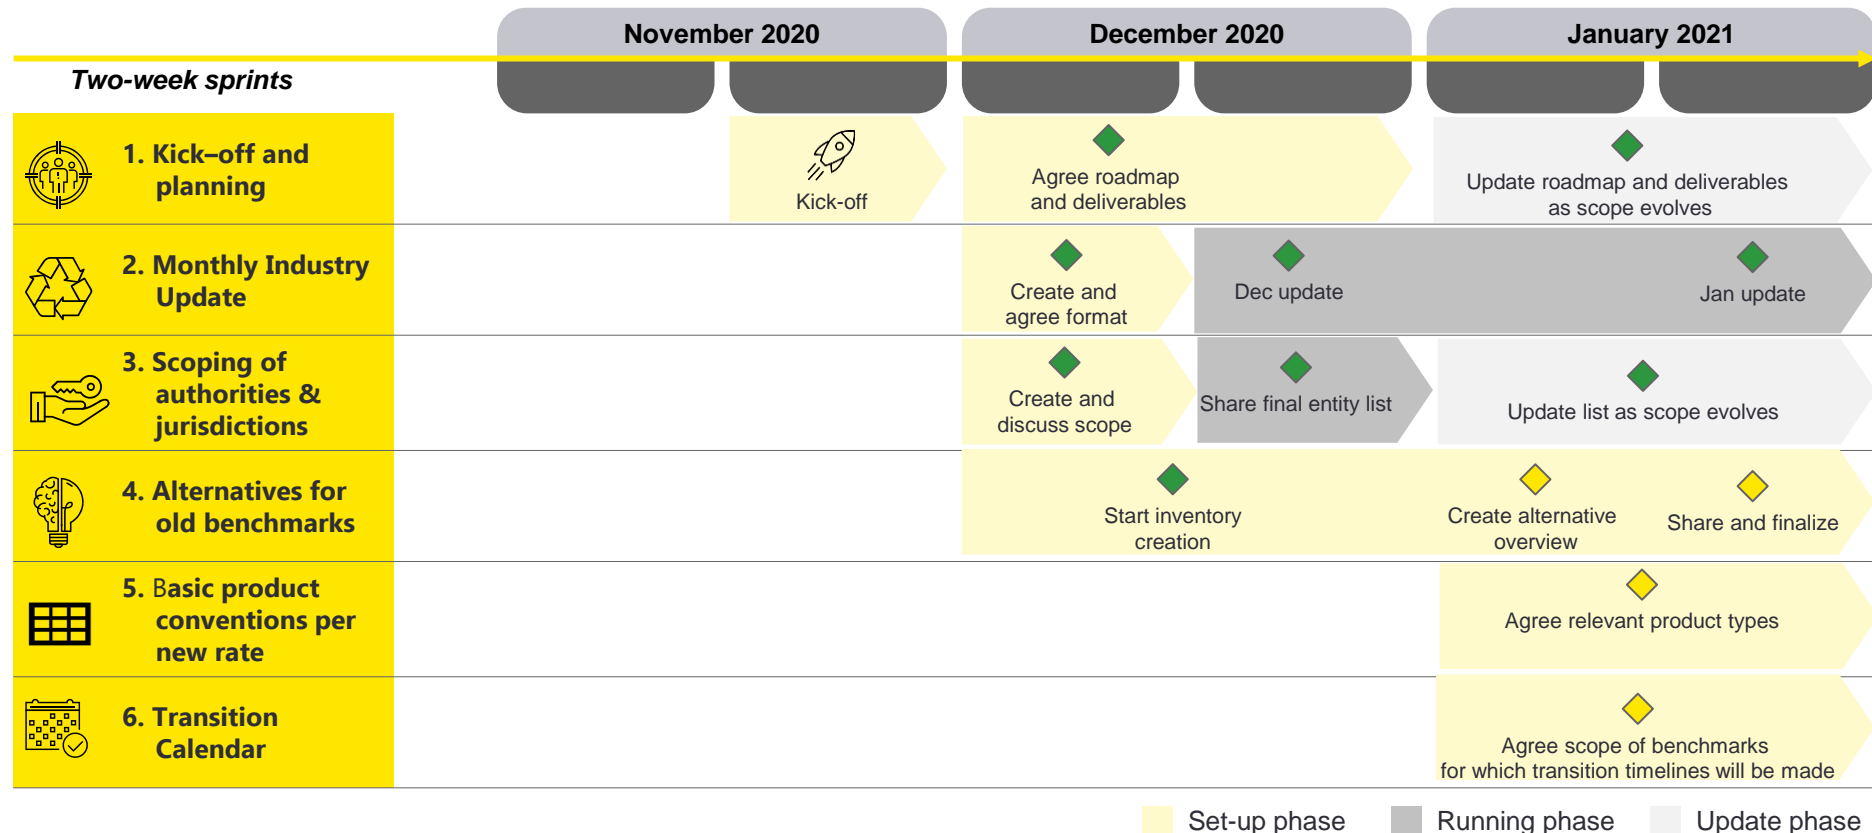 November 2020
December 2020
January 2021
Two-week sprints
1. Kick–off and
planning
Kick-off
Agree roadmap
and deliverables
Update roadmap and deliverables
as scope evolves
2. Monthly Industry
Update
Create and
agree format
Dec update
Jan update
3. Scoping of
authorities &
jurisdictions
Create and
discuss scope
Share final entity list
Update list as scope evolves
4. Alternatives for
old benchmarks
Start inventory
creation
Create alternative
overview
Share and finalize
5. Basic product
conventions per
new rate
Agree relevant product types
6. Transition
Calendar
Agree scope of benchmarks
for which transition timelines will be made
Set-up phase
Running phase
Update phase